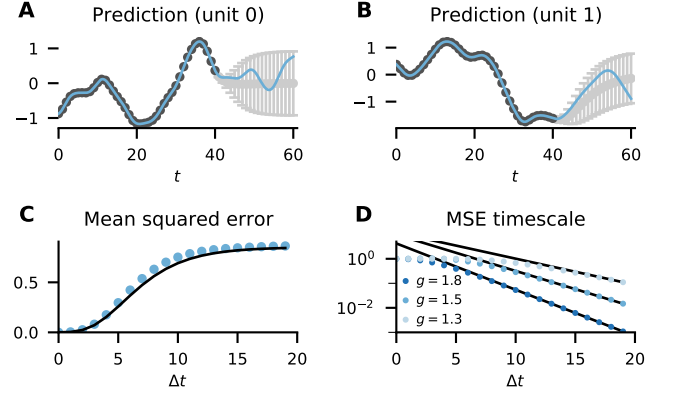 A Prediction (unit 0)
1
0
−1
0 20 40 60
t
B Prediction (unit 1)
1
0
−1
0 20 40 60
t
C Mean squared error
0.5
0.0
0 5 10 15 20
Δt
D MSE timescale
10⁰
10⁻²
g = 1.8
g = 1.5
g = 1.3
0 5 10 15 20
Δt